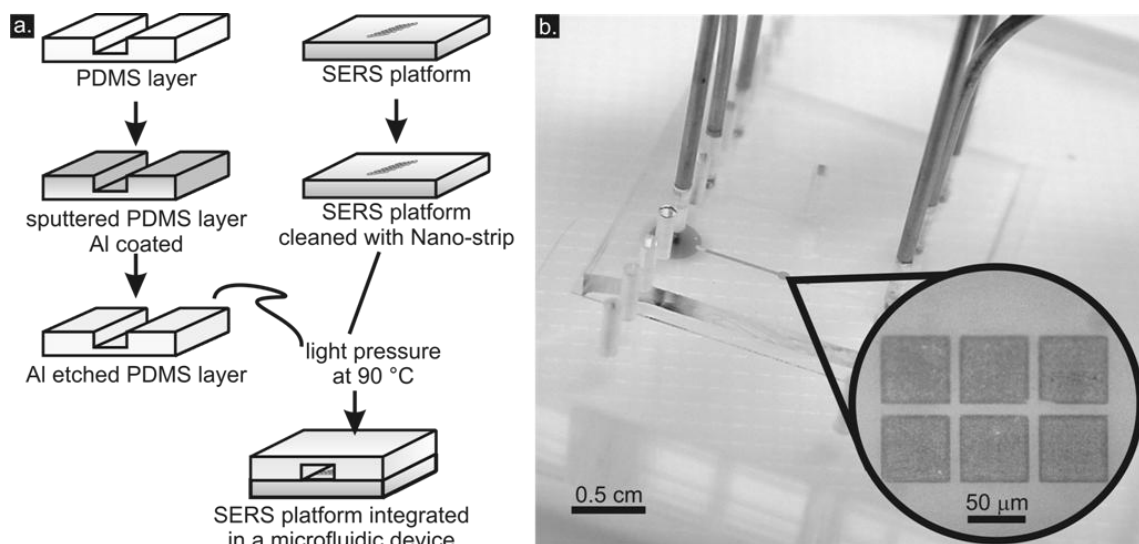 a.
PDMS layer
SERS platform
sputtered PDMS layer
Al coated
SERS platform
cleaned with Nano-strip
Al etched PDMS layer
light pressure
at 90 °C
SERS platform integrated
in a microfluidic device
b.
0.5 cm
50 μm